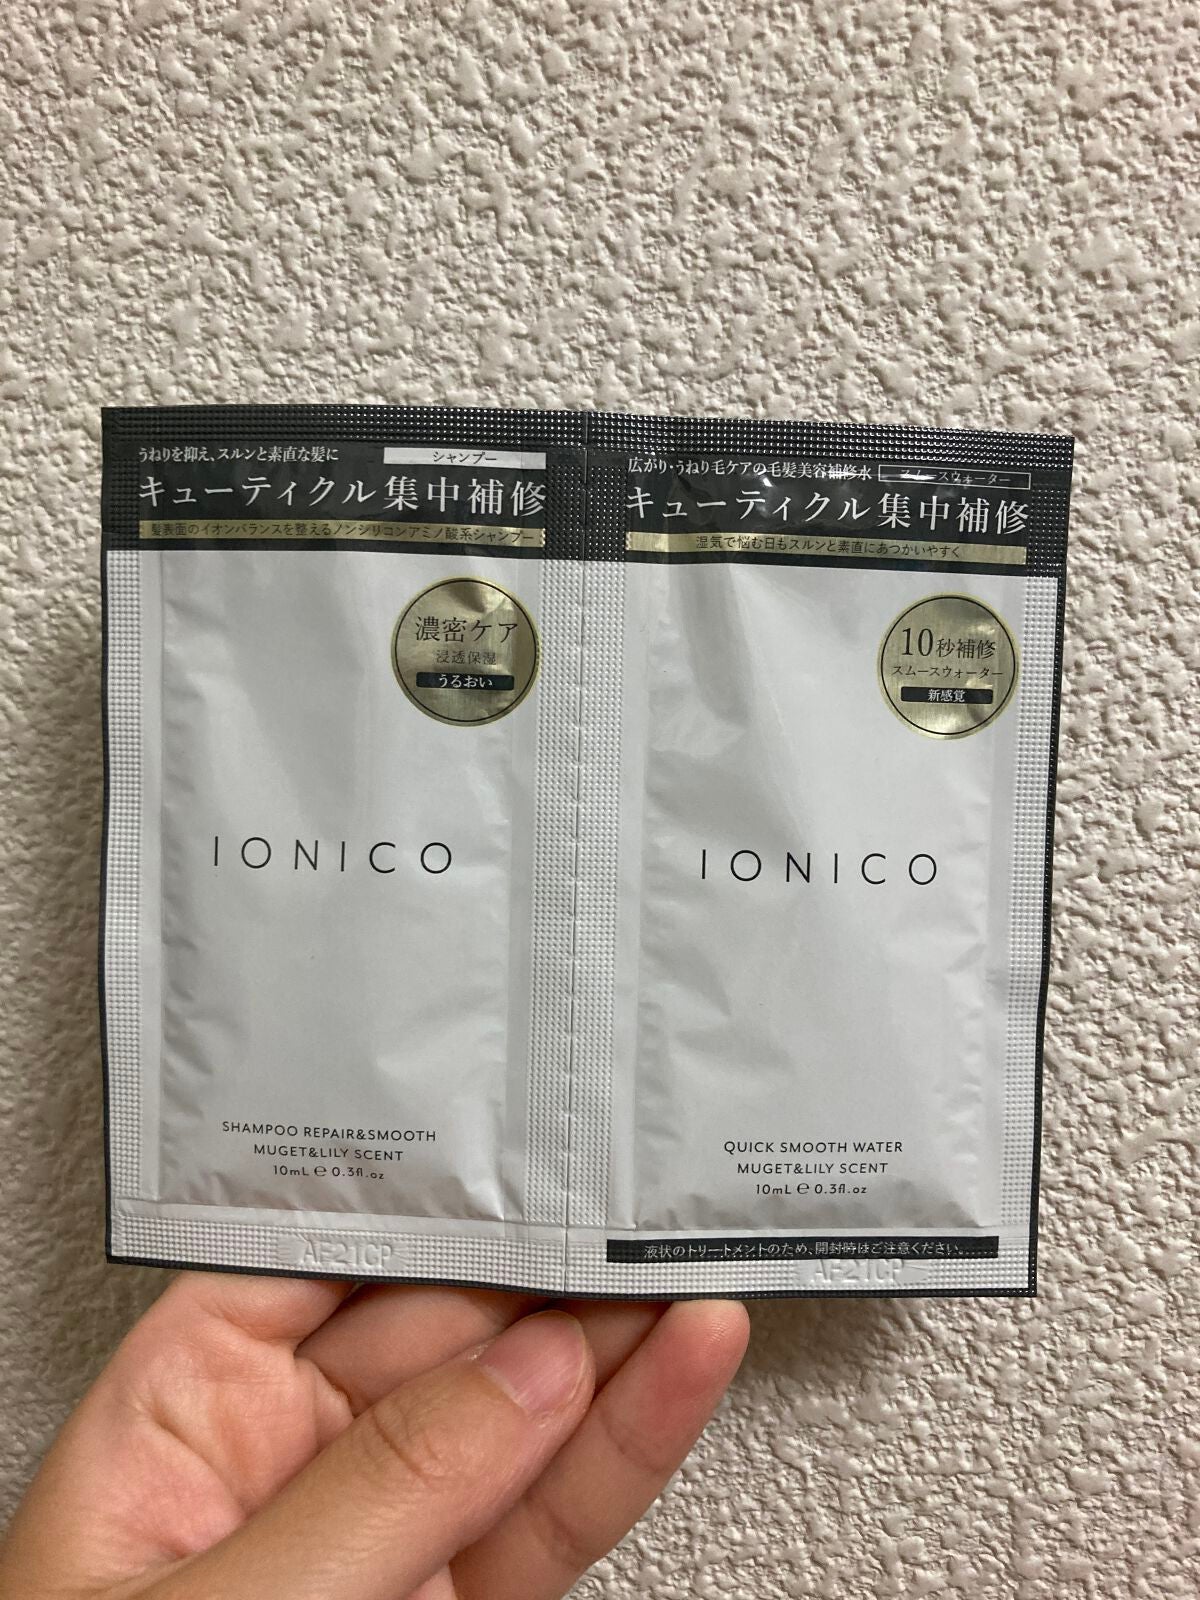 うねりを抑え、スルンと素直な髪に
シャンプー
キューティクル集中補修
髪表面のイオンバランスを整えるノンシリコンアミノ酸系シャンプー
濃密ケア
浸透保湿
うるおい
IONICO
SHAMPOO REPAIR&SMOOTH
MUGET&LILY SCENT
10mL ℮ 0.3fl.oz
AF21CP
広がり・うねり毛ケアの毛髪美容補修水
スムースウォーター
キューティクル集中補修
湿気で悩む日もスルンと素直にあつかいやすく
10秒補修
スムースウォーター
新感覚
IONICO
QUICK SMOOTH WATER
MUGET&LILY SCENT
10mL ℮ 0.3fl.oz
液状のトリートメントのため、開封時はご注意ください。
AF21CP